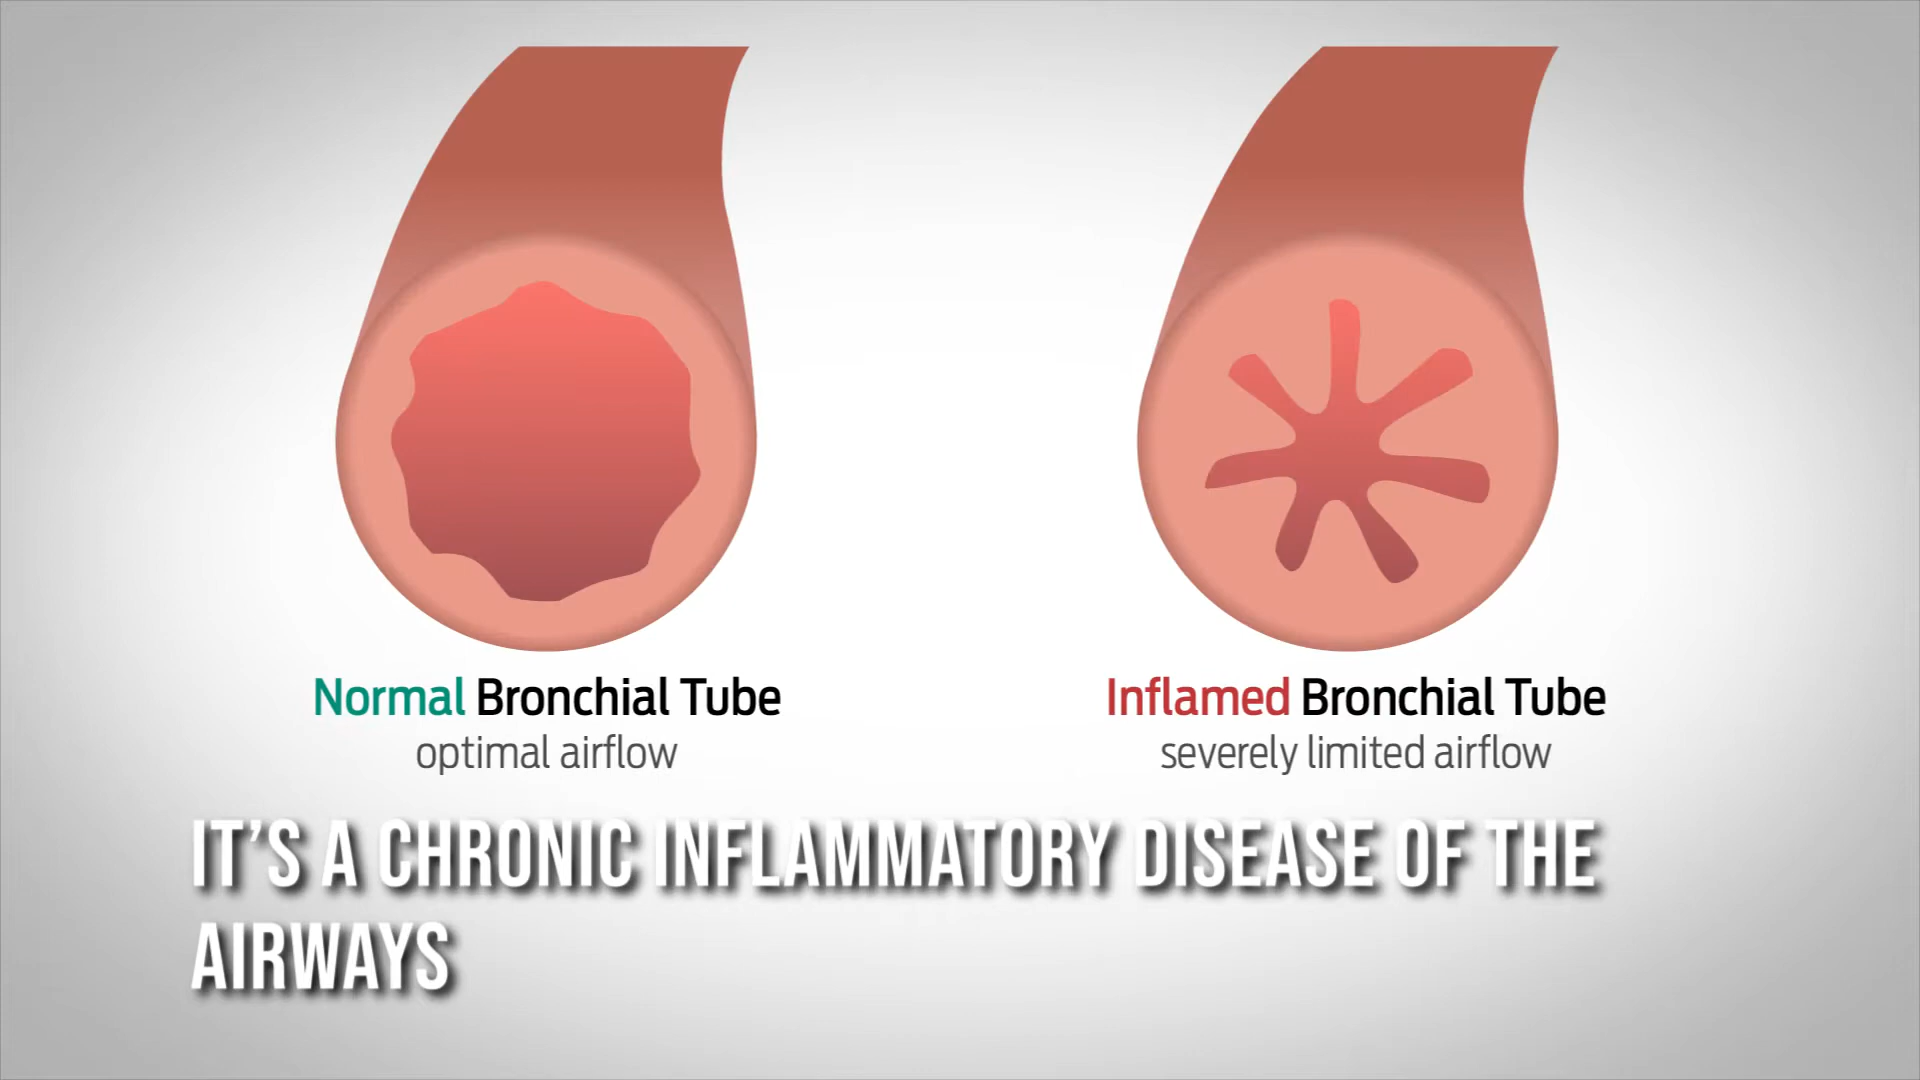 Normal Bronchial Tube
optimal airflow
Inflamed Bronchial Tube
severely limited airflow
IT’S A CHRONIC INFLAMMATORY DISEASE OF THE
AIRWAYS